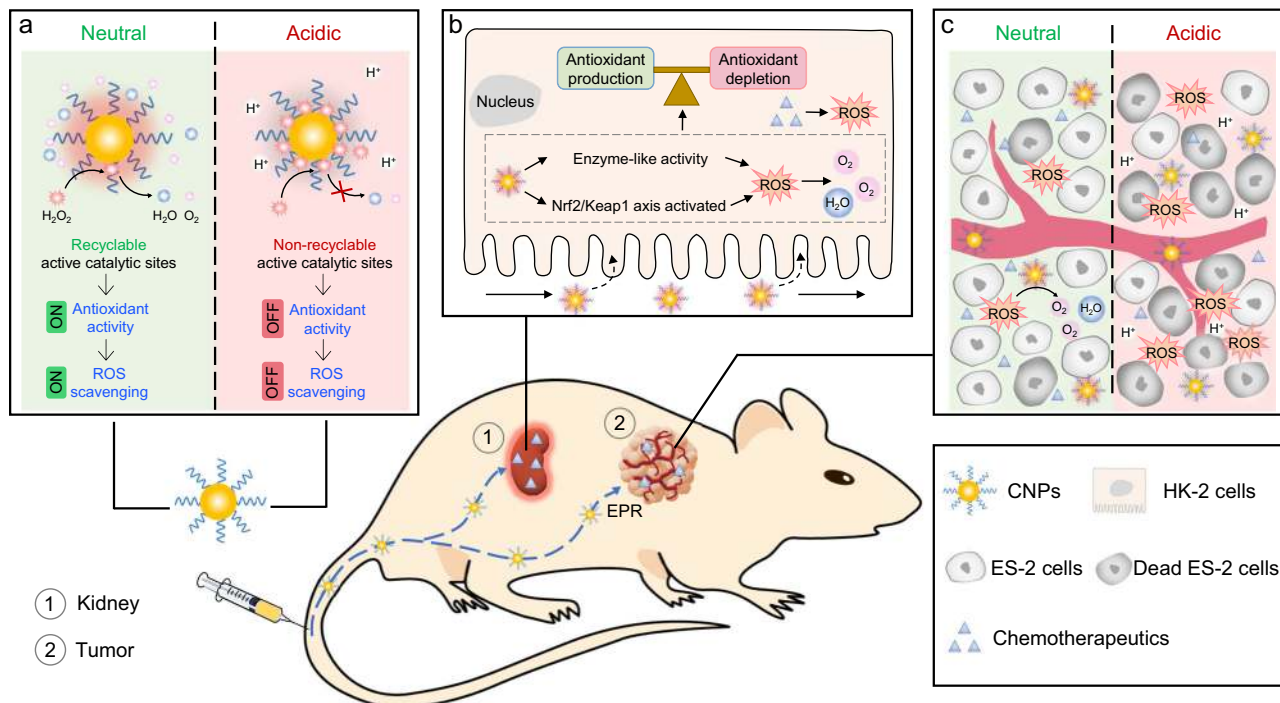 a
Neutral
Acidic
H⁺
H⁺
H⁺
H⁺
H₂O₂
H₂O O₂
Recyclable
active catalytic sites
Non-recyclable
active catalytic sites
ON
Antioxidant
activity
OFF
Antioxidant
activity
ON
ROS
scavenging
OFF
ROS
scavenging
b
Antioxidant
production
Antioxidant
depletion
Nucleus
ROS
Enzyme-like activity
Nrf2/Keap1 axis activated
ROS
O₂
O₂
H₂O
c
Neutral
Acidic
ROS
H⁺
ROS
H⁺
ROS
ROS
H⁺
ROS
O₂
H₂O
O₂
ROS
H⁺
H⁺
ROS
ROS
1
2
EPR
1 Kidney
2 Tumor
CNPs
HK-2 cells
ES-2 cells
Dead ES-2 cells
Chemotherapeutics